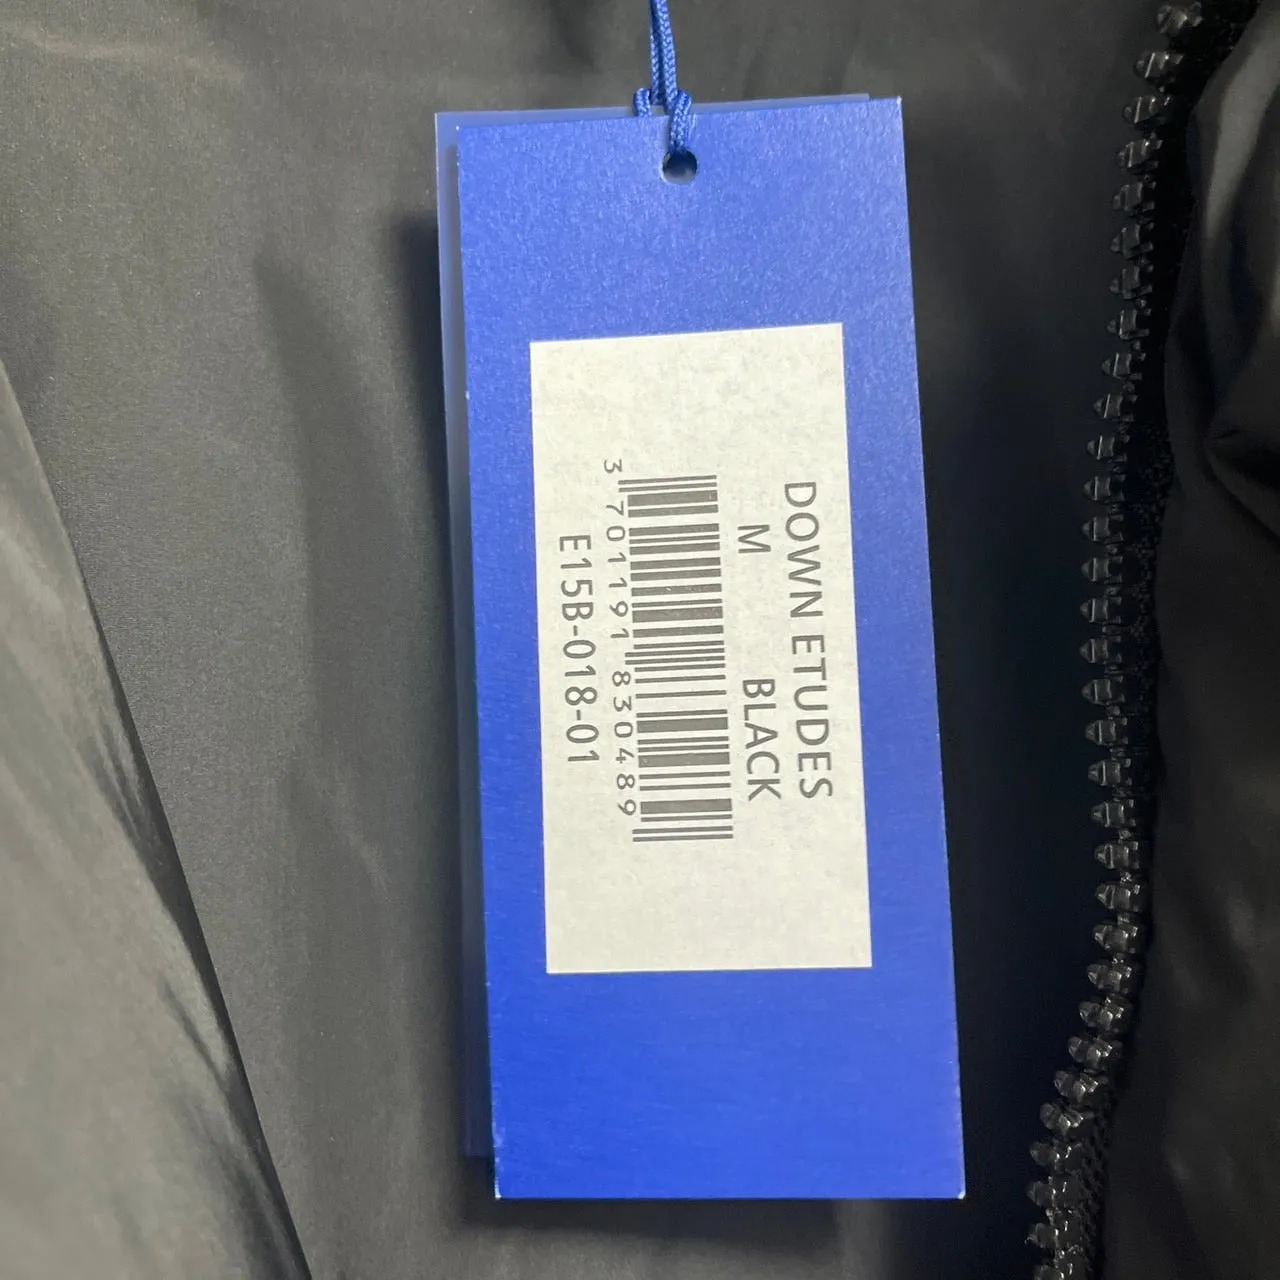 DOWN ETUDES
M BLACK
3 701191 830489
E15B-018-01